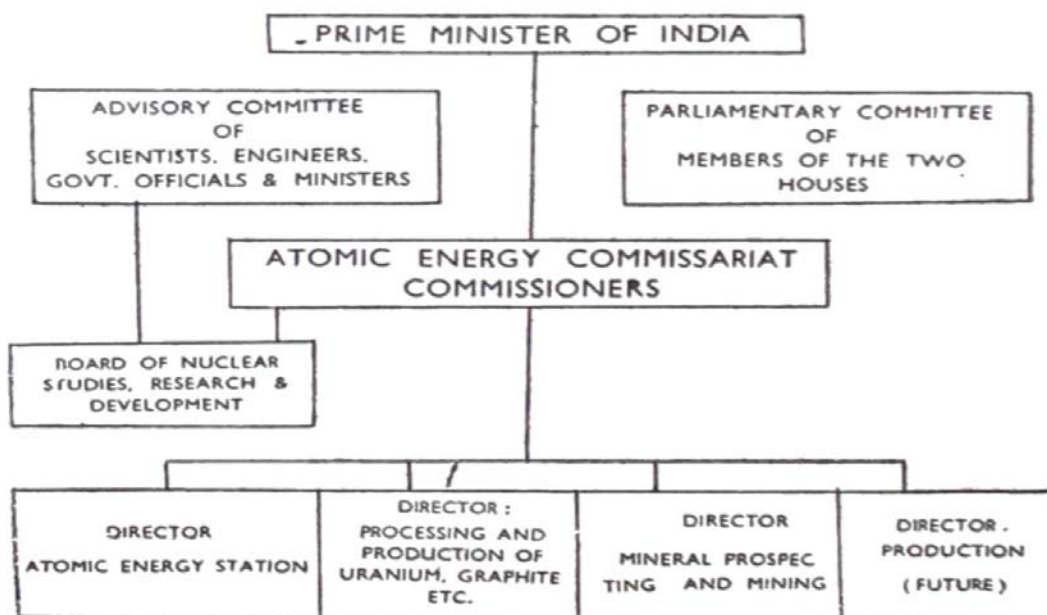 PRIME MINISTER OF INDIA
ADVISORY COMMITTEE
OF
SCIENTISTS, ENGINEERS,
GOVT. OFFICIALS & MINISTERS
PARLIAMENTARY COMMITTEE
OF
MEMBERS OF THE TWO
HOUSES
ATOMIC ENERGY COMMISSARIAT
COMMISSIONERS
BOARD OF NUCLEAR
STUDIES, RESEARCH &
DEVELOPMENT
DIRECTOR
ATOMIC ENERGY STATION
DIRECTOR :
PROCESSING AND
PRODUCTION OF
URANIUM, GRAPHITE
ETC.
DIRECTOR
MINERAL PROSPEC
TING AND MINING
DIRECTOR.
PRODUCTION
(FUTURE)